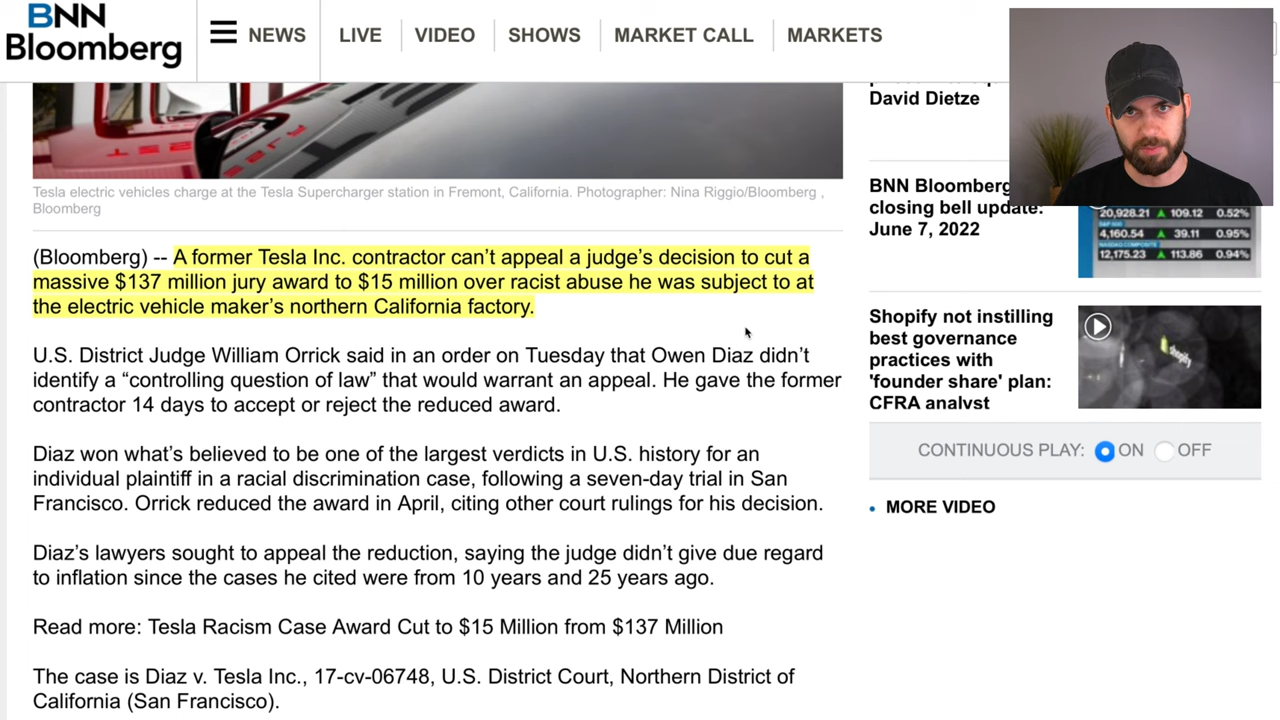 BNN
Bloomberg
NEWS
LIVE
VIDEO
SHOWS
MARKET CALL
MARKETS
TESLA
Tesla electric vehicles charge at the Tesla Supercharger station in Fremont, California. Photographer: Nina Riggio/Bloomberg ,
Bloomberg
(Bloomberg) -- A former Tesla Inc. contractor can’t appeal a judge’s decision to cut a
massive $137 million jury award to $15 million over racist abuse he was subject to at
the electric vehicle maker’s northern California factory.
U.S. District Judge William Orrick said in an order on Tuesday that Owen Diaz didn’t
identify a “controlling question of law” that would warrant an appeal. He gave the former
contractor 14 days to accept or reject the reduced award.
Diaz won what’s believed to be one of the largest verdicts in U.S. history for an
individual plaintiff in a racial discrimination case, following a seven-day trial in San
Francisco. Orrick reduced the award in April, citing other court rulings for his decision.
Diaz’s lawyers sought to appeal the reduction, saying the judge didn’t give due regard
to inflation since the cases he cited were from 10 years and 25 years ago.
Read more: Tesla Racism Case Award Cut to $15 Million from $137 Million
The case is Diaz v. Tesla Inc., 17-cv-06748, U.S. District Court, Northern District of
California (San Francisco).
David Dietze
BNN Bloomberg
closing bell update:
June 7, 2022
20,928.21 109.12 0.52%
4,160.54 39.11 0.95%
NASDAQ COMPOSITE
12,175.23 113.86 0.94%
Shopify not instilling
best governance
practices with
'founder share' plan:
CFRA analyst
shopify
CONTINUOUS PLAY: ON OFF
MORE VIDEO